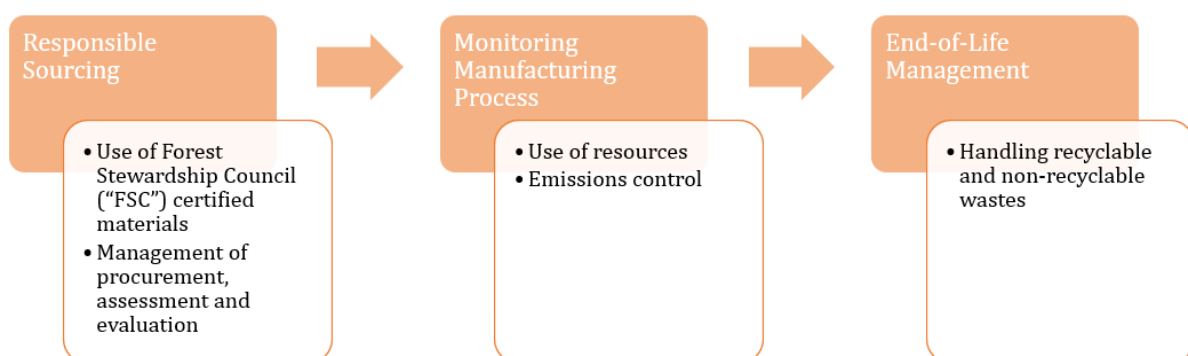 Responsible
Sourcing
• Use of Forest
Stewardship Council
(“FSC”) certified
materials
• Management of
procurement,
assessment and
evaluation
Monitoring
Manufacturing
Process
• Use of resources
• Emissions control
End-of-Life
Management
• Handling recyclable
and non-recyclable
wastes